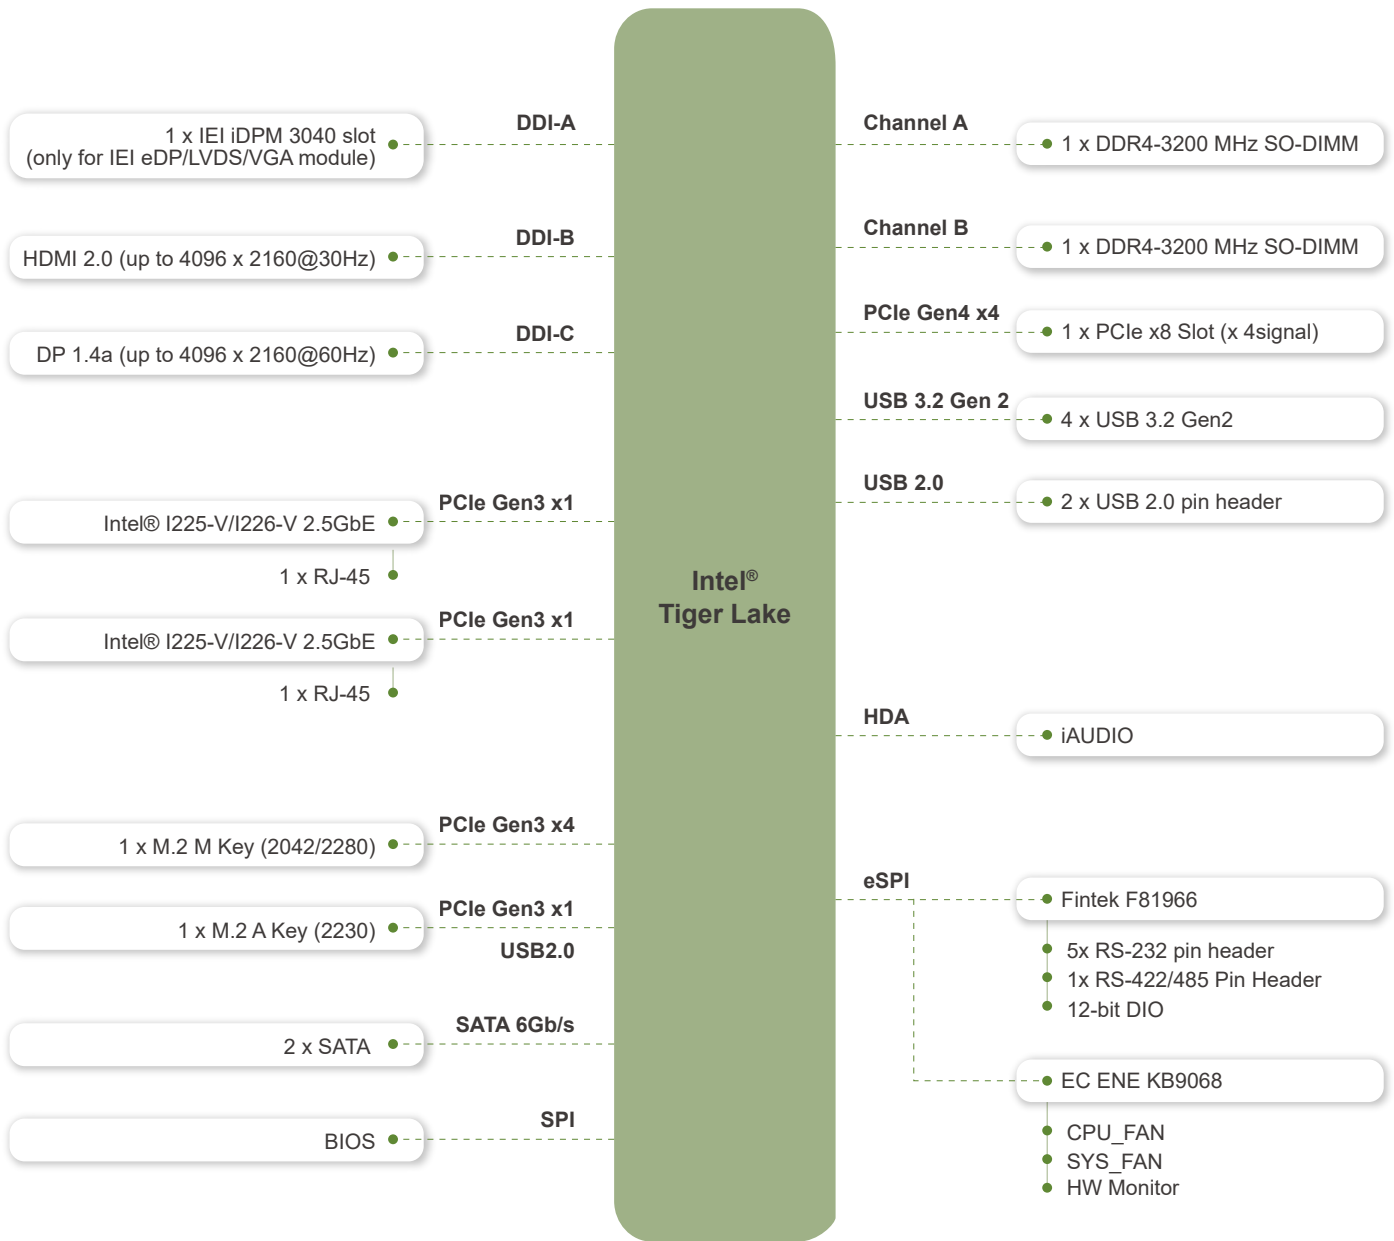 DDI-A
1 x IEI iDPM 3040 slot
(only for IEI eDP/LVDS/VGA module)
DDI-B
HDMI 2.0 (up to 4096 x 2160@30Hz)
DDI-C
DP 1.4a (up to 4096 x 2160@60Hz)
PCIe Gen3 x1
Intel® I225-V/I226-V 2.5GbE
1 x RJ-45
PCIe Gen3 x1
Intel® I225-V/I226-V 2.5GbE
1 x RJ-45
PCIe Gen3 x4
1 x M.2 M Key (2042/2280)
PCIe Gen3 x1
1 x M.2 A Key (2230)
USB2.0
SATA 6Gb/s
2 x SATA
SPI
BIOS
Intel®
Tiger Lake
Channel A
1 x DDR4-3200 MHz SO-DIMM
Channel B
1 x DDR4-3200 MHz SO-DIMM
PCIe Gen4 x4
1 x PCIe x8 Slot (x 4signal)
USB 3.2 Gen 2
4 x USB 3.2 Gen2
USB 2.0
2 x USB 2.0 pin header
HDA
iAUDIO
eSPI
Fintek F81966
5x RS-232 pin header
1x RS-422/485 Pin Header
12-bit DIO
EC ENE KB9068
CPU_FAN
SYS_FAN
HW Monitor